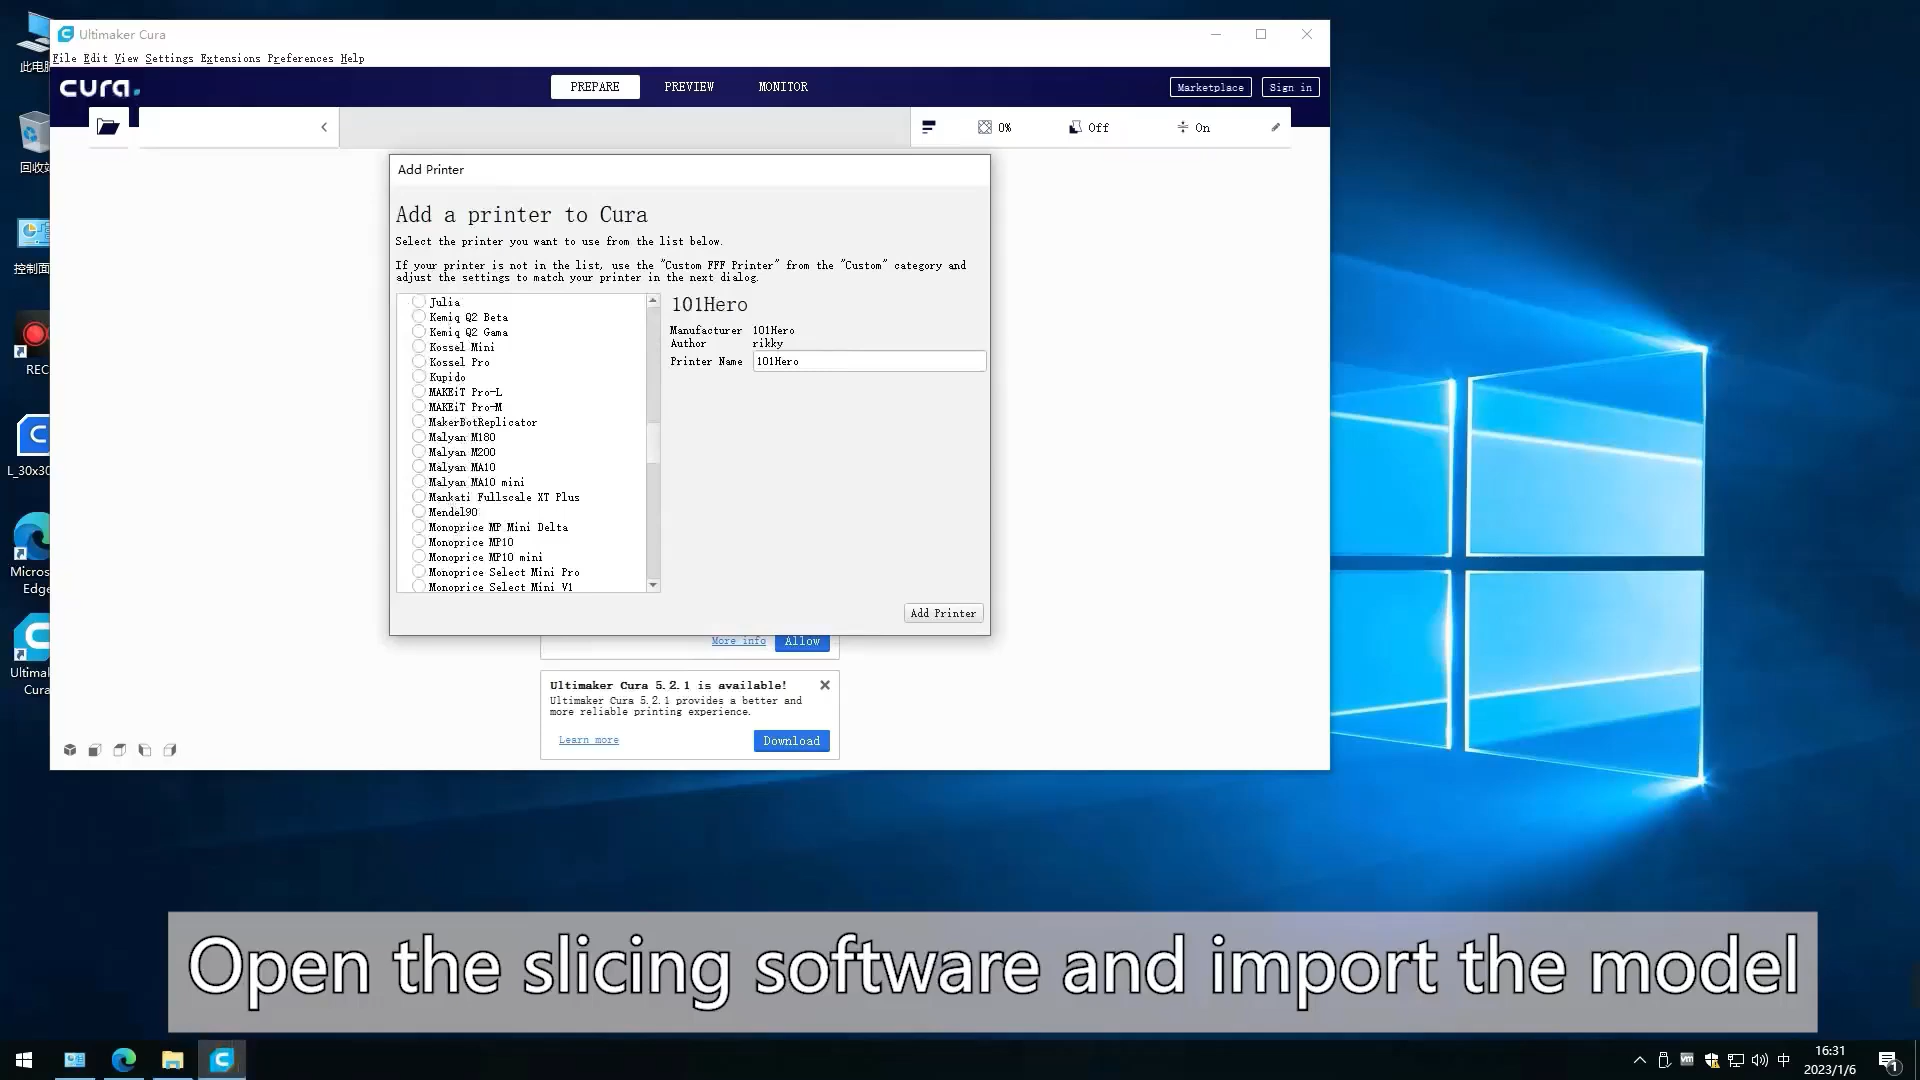 Ultimaker Cura
File Edit View Settings Extensions Preferences Help
cura.
PREPARE PREVIEW MONITOR
Marketplace Sign in
0% Off On
Add Printer
Add a printer to Cura
Select the printer you want to use from the list below.
If your printer is not in the list, use the "Custom FFF Printer" from the "Custom" category and
adjust the settings to match your printer in the next dialog.
Julia
Kemiq Q2 Beta
Kemiq Q2 Gama
Kossel Mini
Kossel Pro
Kupido
MAKEiT Pro-L
MAKEiT Pro-M
MakerBotReplicator
Malyan M180
Malyan M200
Malyan MA10
Malyan MA10 mini
Mankati Fullscale XT Plus
Mendel90
Monoprice MP Mini Delta
Monoprice MP10
Monoprice MP10 mini
Monoprice Select Mini Pro
Monoprice Select Mini V1
101Hero
Manufacturer 101Hero
Author rikky
Printer Name 101Hero
Add Printer
More info Allow
Ultimaker Cura 5.2.1 is available!
Ultimaker Cura 5.2.1 provides a better and
more reliable printing experience.
Learn more Download
此电脑
回收站
控制面
REC
L_30x30
Micros
Edge
Ultimak
Cura
Open the slicing software and import the model
中
16:31
2023/1/6
1